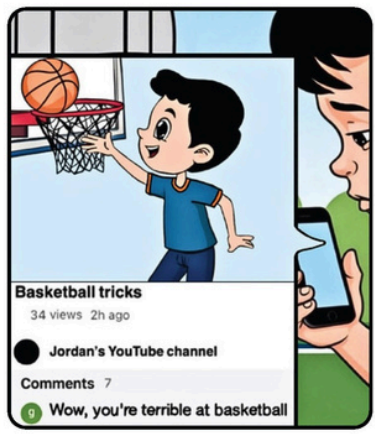 Basketball tricks
34 views 2h ago
Jordan's YouTube channel
Comments 7
g Wow, you're terrible at basketball